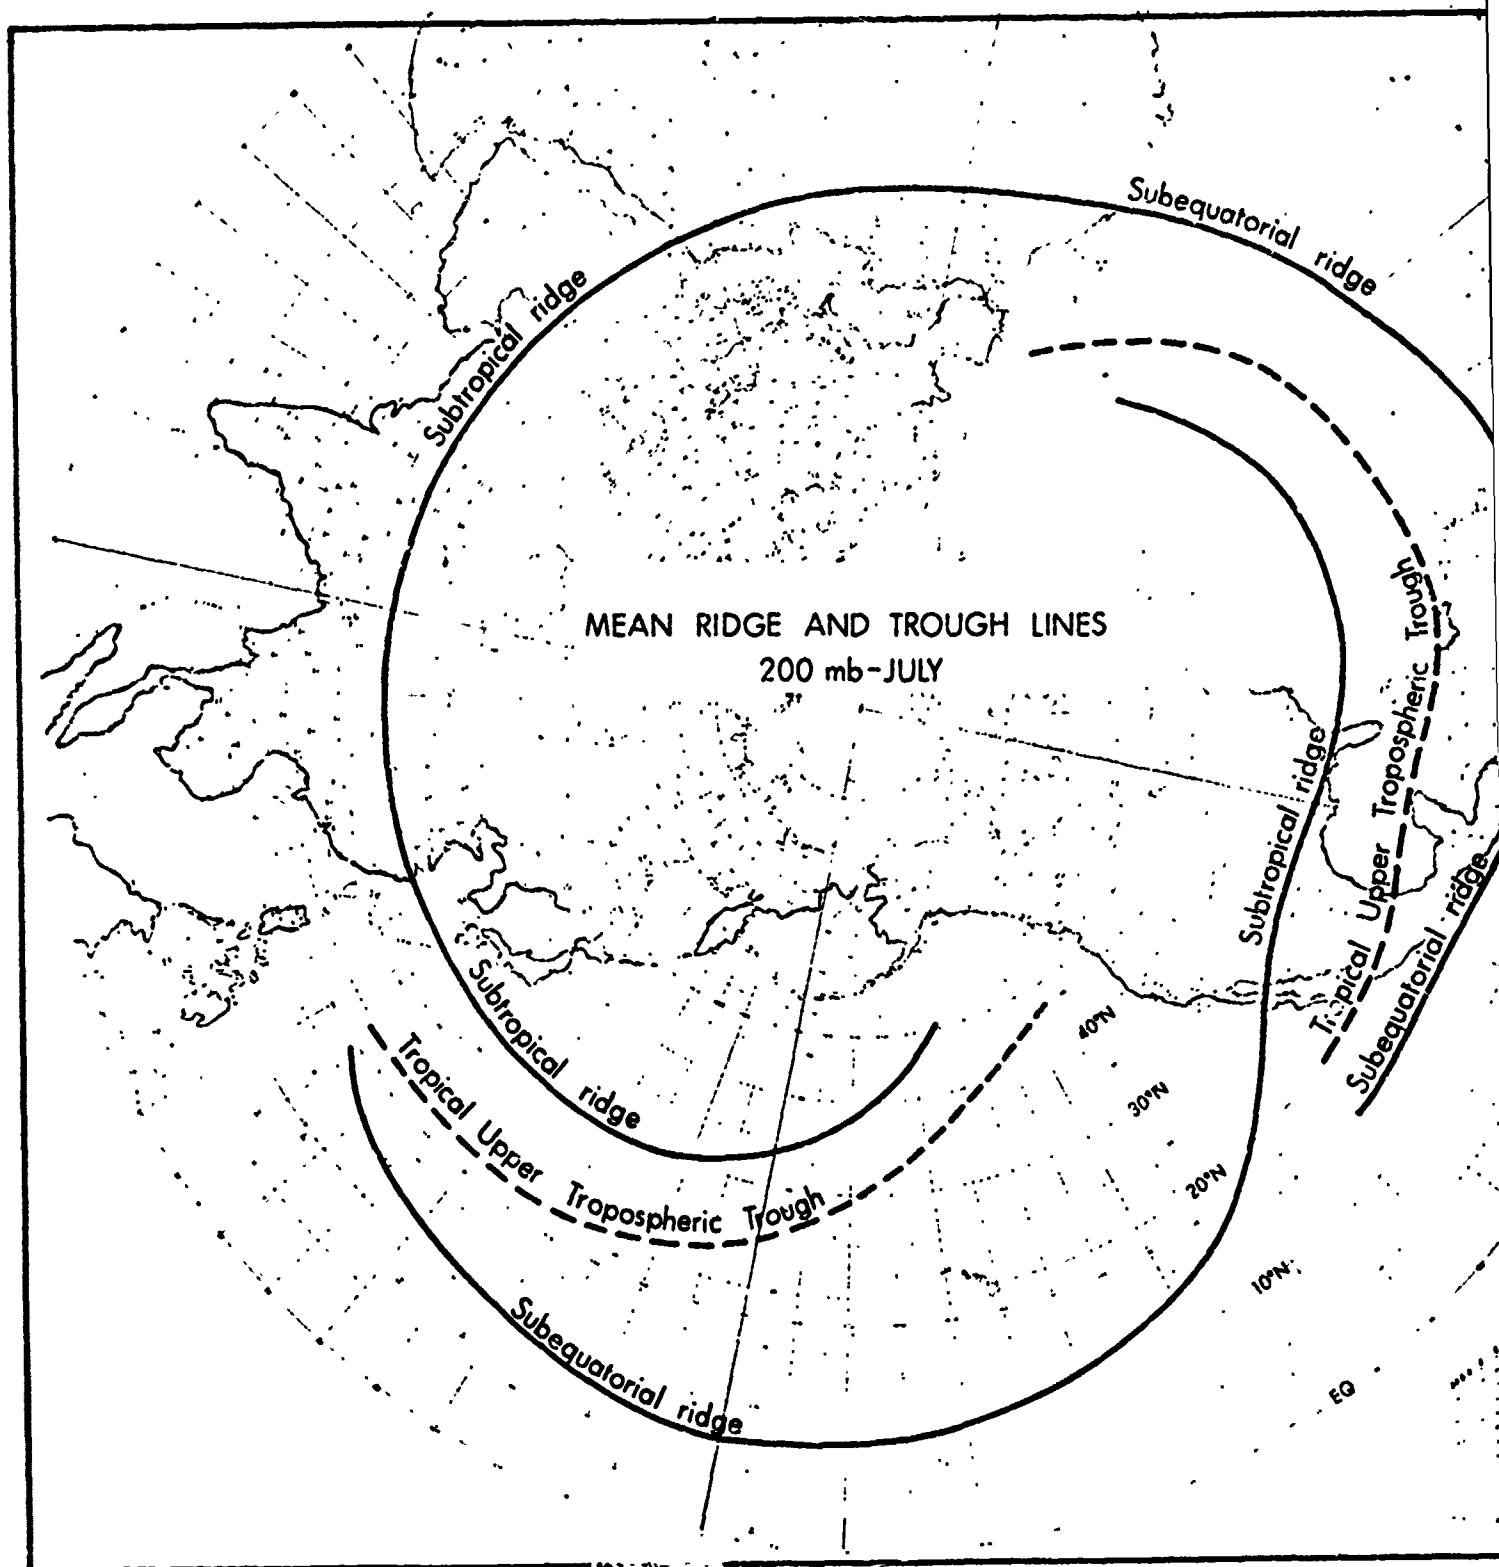 Subequatorial ridge
Subtropical ridge
MEAN RIDGE AND TROUGH LINES
200 mb-JULY
Tropical Upper Tropospheric Trough
Subtropical ridge
Subequatorial ridge
Subtropical ridge
Tropical Upper Tropospheric Trough
Subequatorial ridge
40°N
30°N
20°N
10°N
EQ